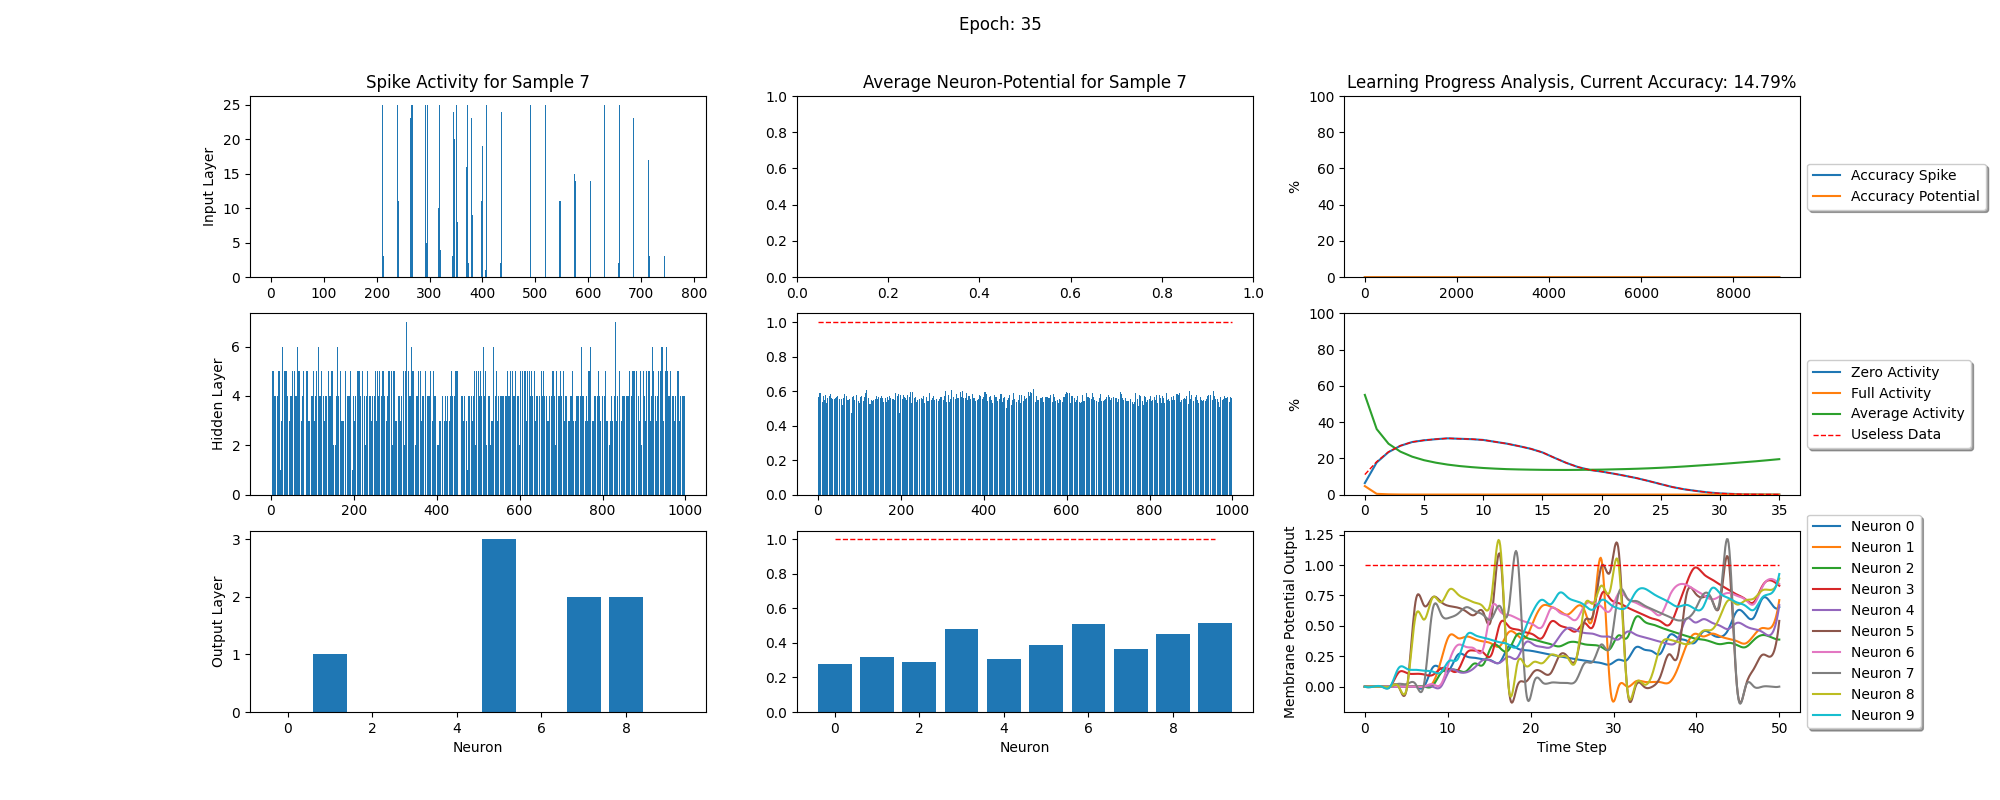 Epoch: 35
Spike Activity for Sample 7
Average Neuron-Potential for Sample 7
Learning Progress Analysis, Current Accuracy: 14.79%
Input Layer
25
20
15
10
5
0
0 100 200 300 400 500 600 700 800
1.0
0.8
0.6
0.4
0.2
0.0
0.0 0.2 0.4 0.6 0.8 1.0
%
100
80
60
40
20
0
0 2000 4000 6000 8000
Accuracy Spike
Accuracy Potential
Hidden Layer
6
4
2
0
0 200 400 600 800 1000
1.0
0.8
0.6
0.4
0.2
0.0
0 200 400 600 800 1000
%
100
80
60
40
20
0
0 5 10 15 20 25 30 35
Zero Activity
Full Activity
Average Activity
Useless Data
Output Layer
3
2
1
0
0 2 4 6 8
Neuron
1.0
0.8
0.6
0.4
0.2
0.0
0 2 4 6 8
Neuron
Membrane Potential Output
1.25
1.00
0.75
0.50
0.25
0.00
0 10 20 30 40 50
Time Step
Neuron 0
Neuron 1
Neuron 2
Neuron 3
Neuron 4
Neuron 5
Neuron 6
Neuron 7
Neuron 8
Neuron 9